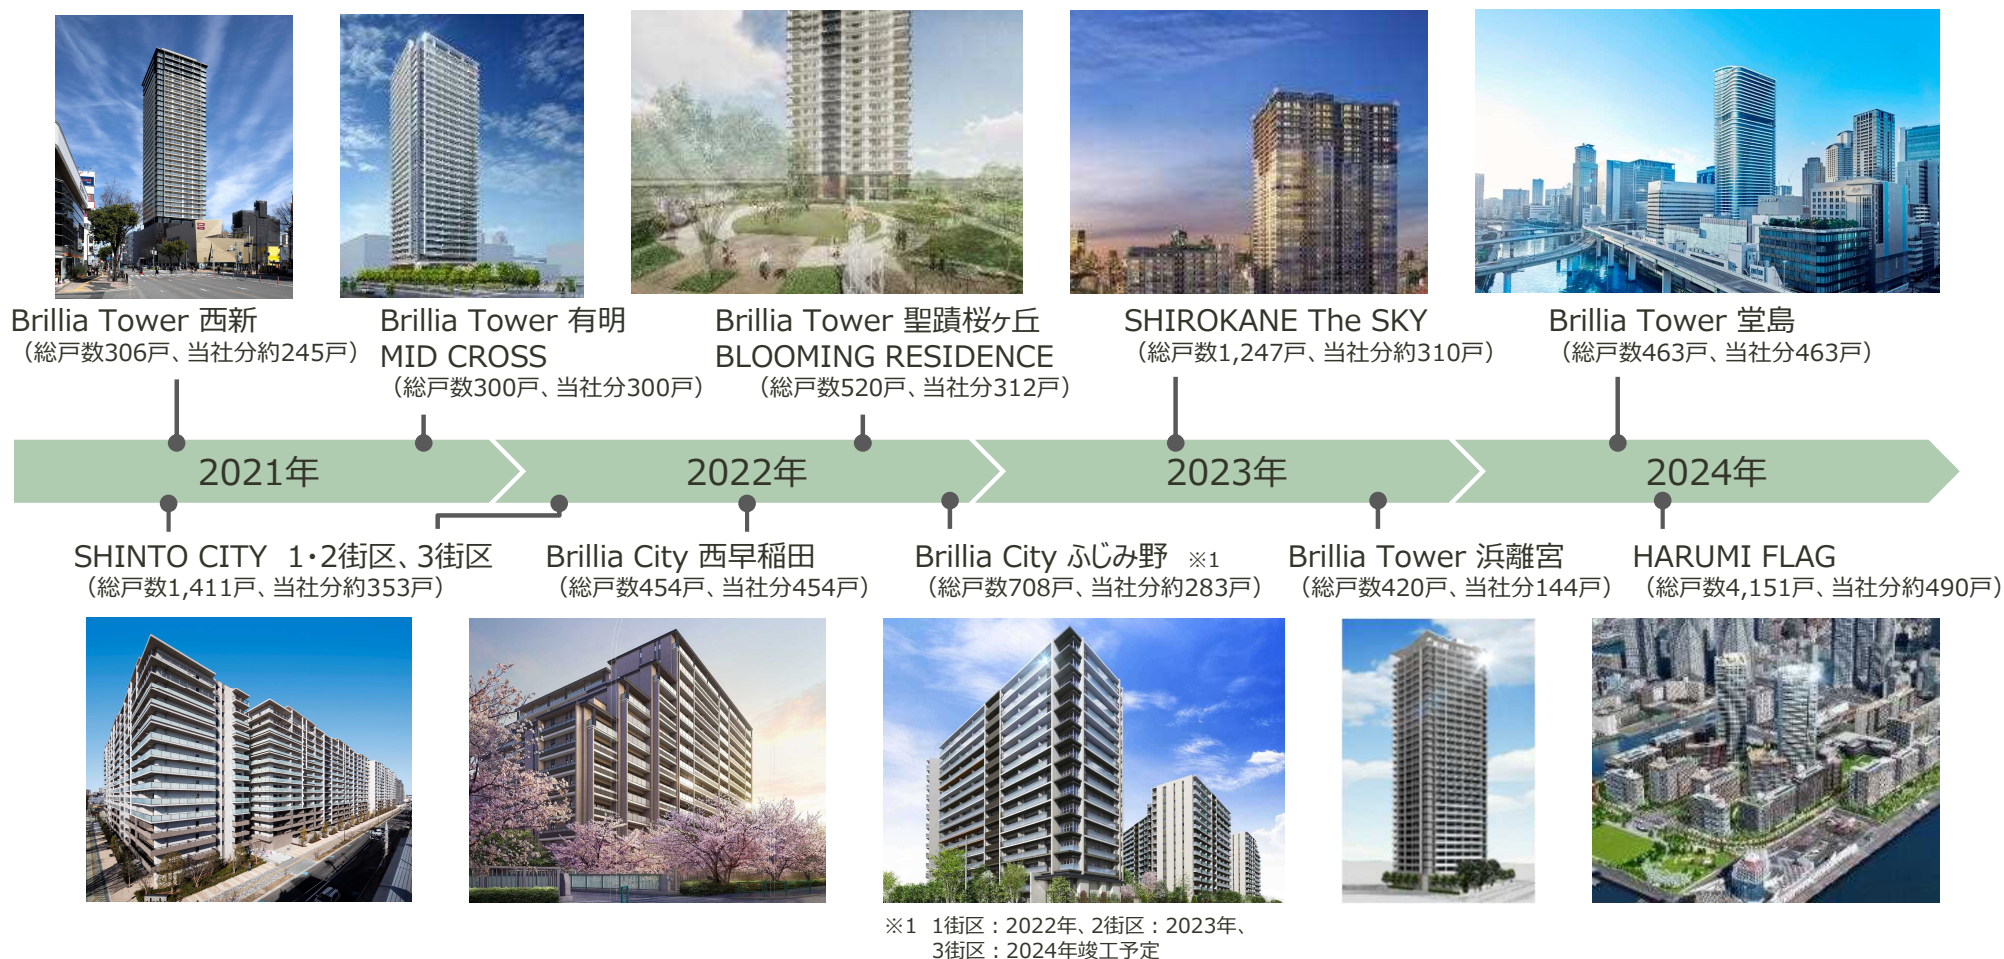 Brillia Tower 西新
（総戸数306戸、当社分約245戸）
Brillia Tower 有明
MID CROSS
（総戸数300戸、当社分300戸）
Brillia Tower 聖蹟桜ヶ丘
BLOOMING RESIDENCE
（総戸数520戸、当社分312戸）
SHIROKANE The SKY
（総戸数1,247戸、当社分約310戸）
Brillia Tower 堂島
（総戸数463戸、当社分463戸）
2021年
2022年
2023年
2024年
SHINTO CITY 1・2街区、3街区
（総戸数1,411戸、当社分約353戸）
Brillia City 西早稲田
（総戸数454戸、当社分454戸）
Brillia City ふじみ野 ※1
（総戸数708戸、当社分約283戸）
Brillia Tower 浜離宮
（総戸数420戸、当社分144戸）
HARUMI FLAG
（総戸数4,151戸、当社分約490戸）
※1 1街区：2022年、2街区：2023年、
3街区：2024年竣工予定